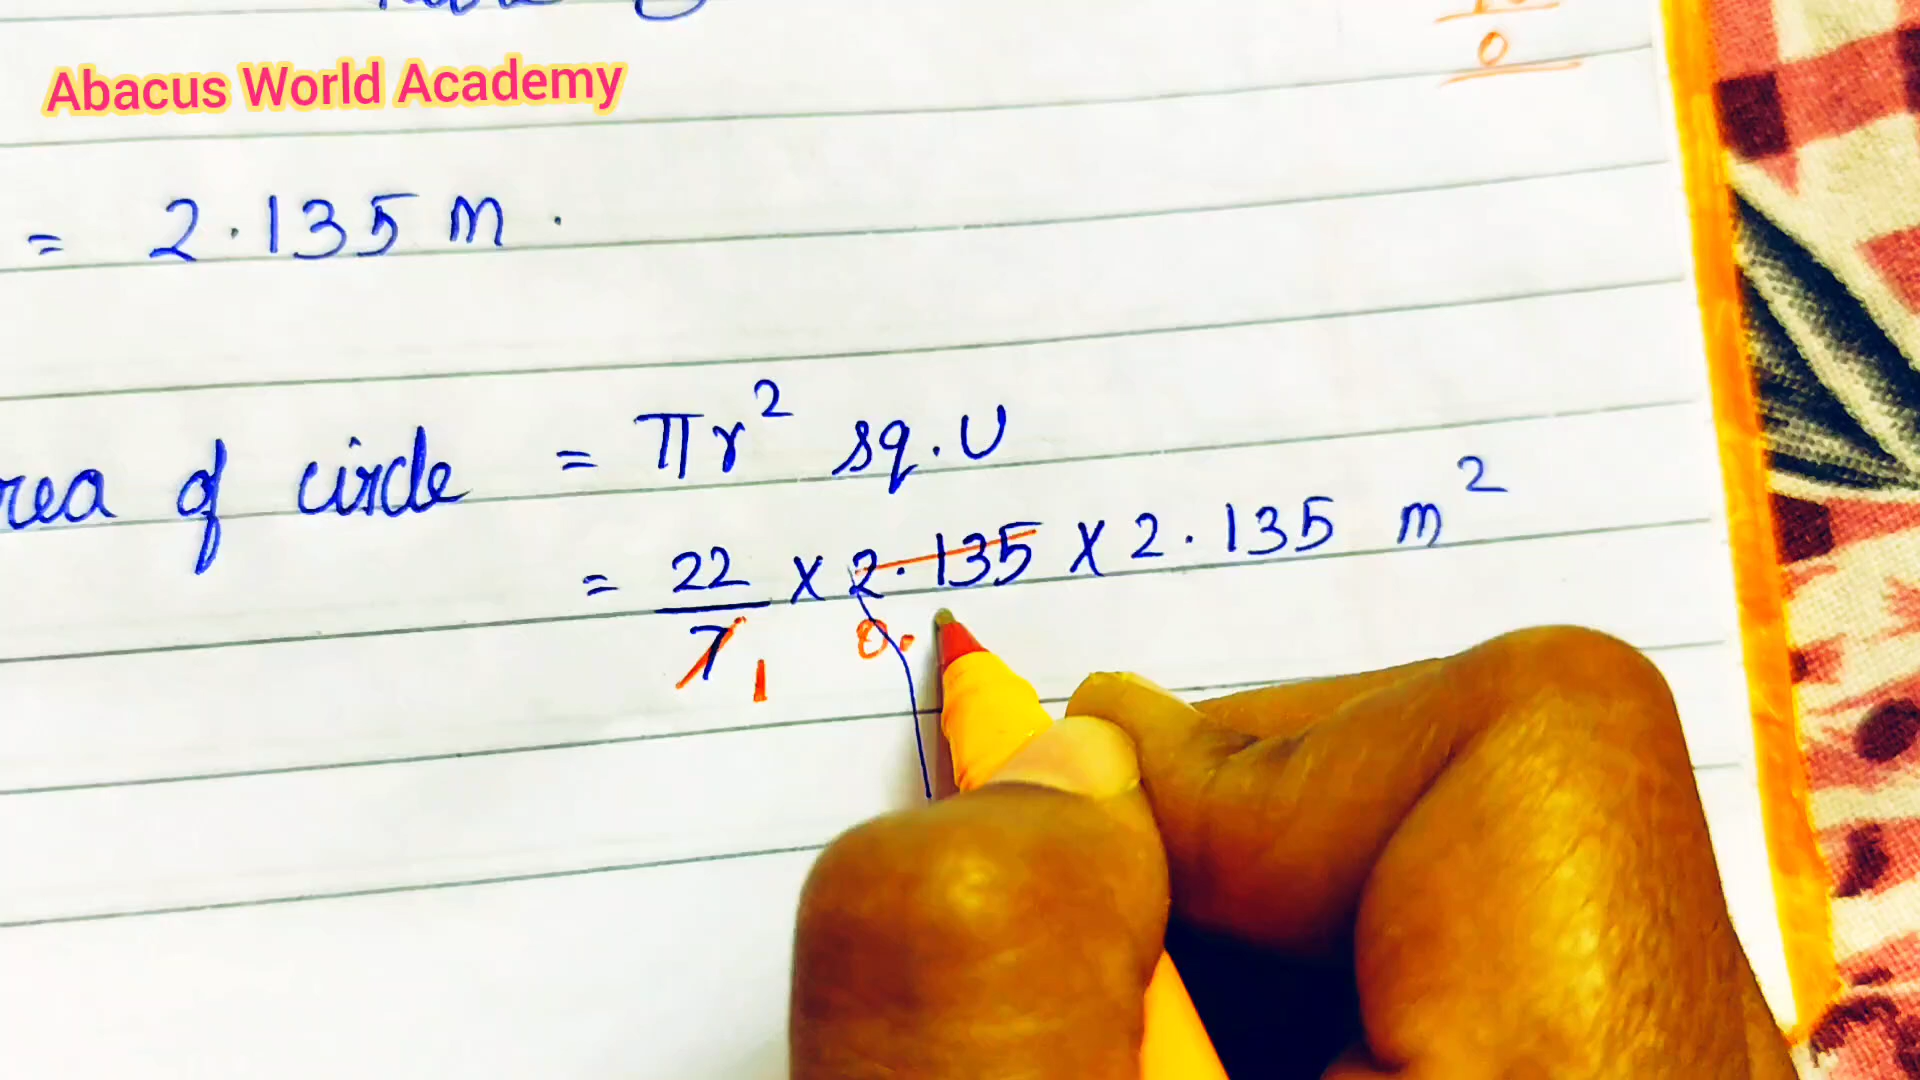 Abacus World Academy
0
= 2.135 m.
rea of circle = πr² sq.U
= 22/7 × 2.135 × 2.135 m²
1 0.